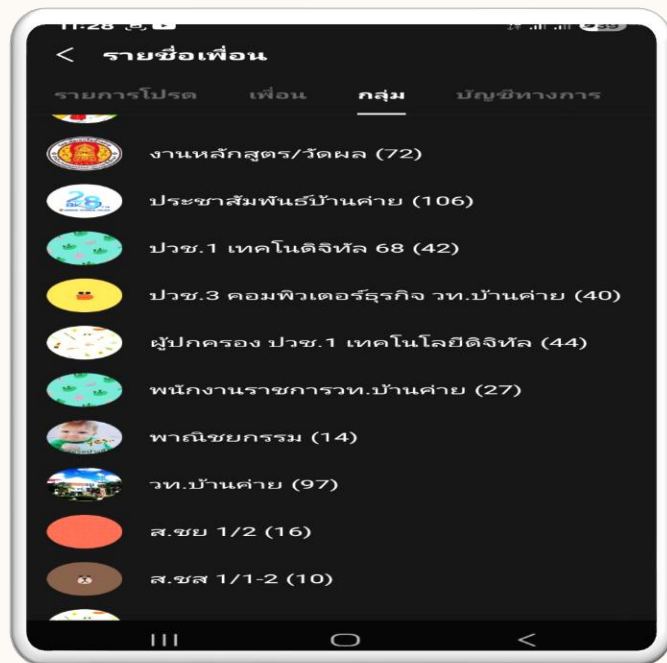 11:28
< รายชื่อเพื่อน
รายการโปรด เพื่อน กลุ่ม บัญชีทางการ
งานหลักสูตร/วัดผล (72)
ประชาสัมพันธ์บ้านค่าย (106)
ปวช.1 เทคโนดิจิทัล 68 (42)
ปวช.3 คอมพิวเตอร์ธุรกิจ วท.บ้านค่าย (40)
ผู้ปกครอง ปวช.1 เทคโนโลยีดิจิทัล (44)
พนักงานราชการวท.บ้านค่าย (27)
พาณิชยกรรม (14)
วท.บ้านค่าย (97)
ส.ชย 1/2 (16)
ส.ชส 1/1-2 (10)